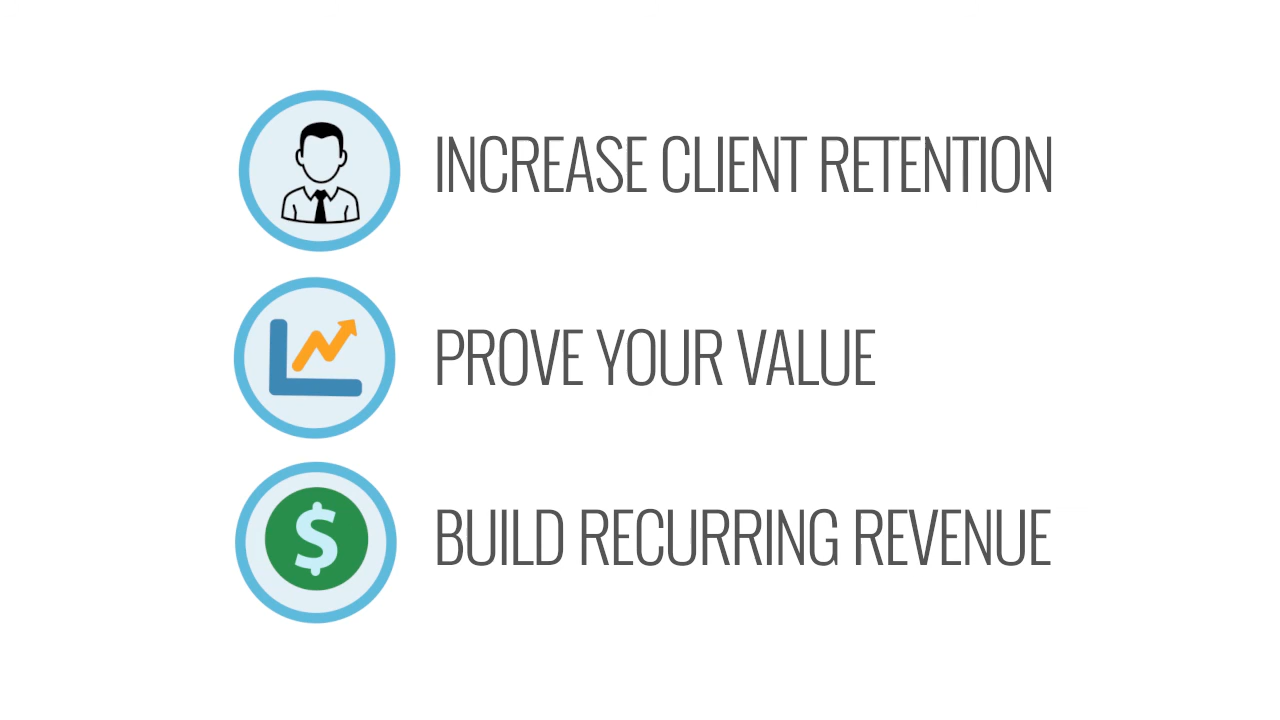 INCREASE CLIENT RETENTION
PROVE YOUR VALUE
$
BUILD RECURRING REVENUE